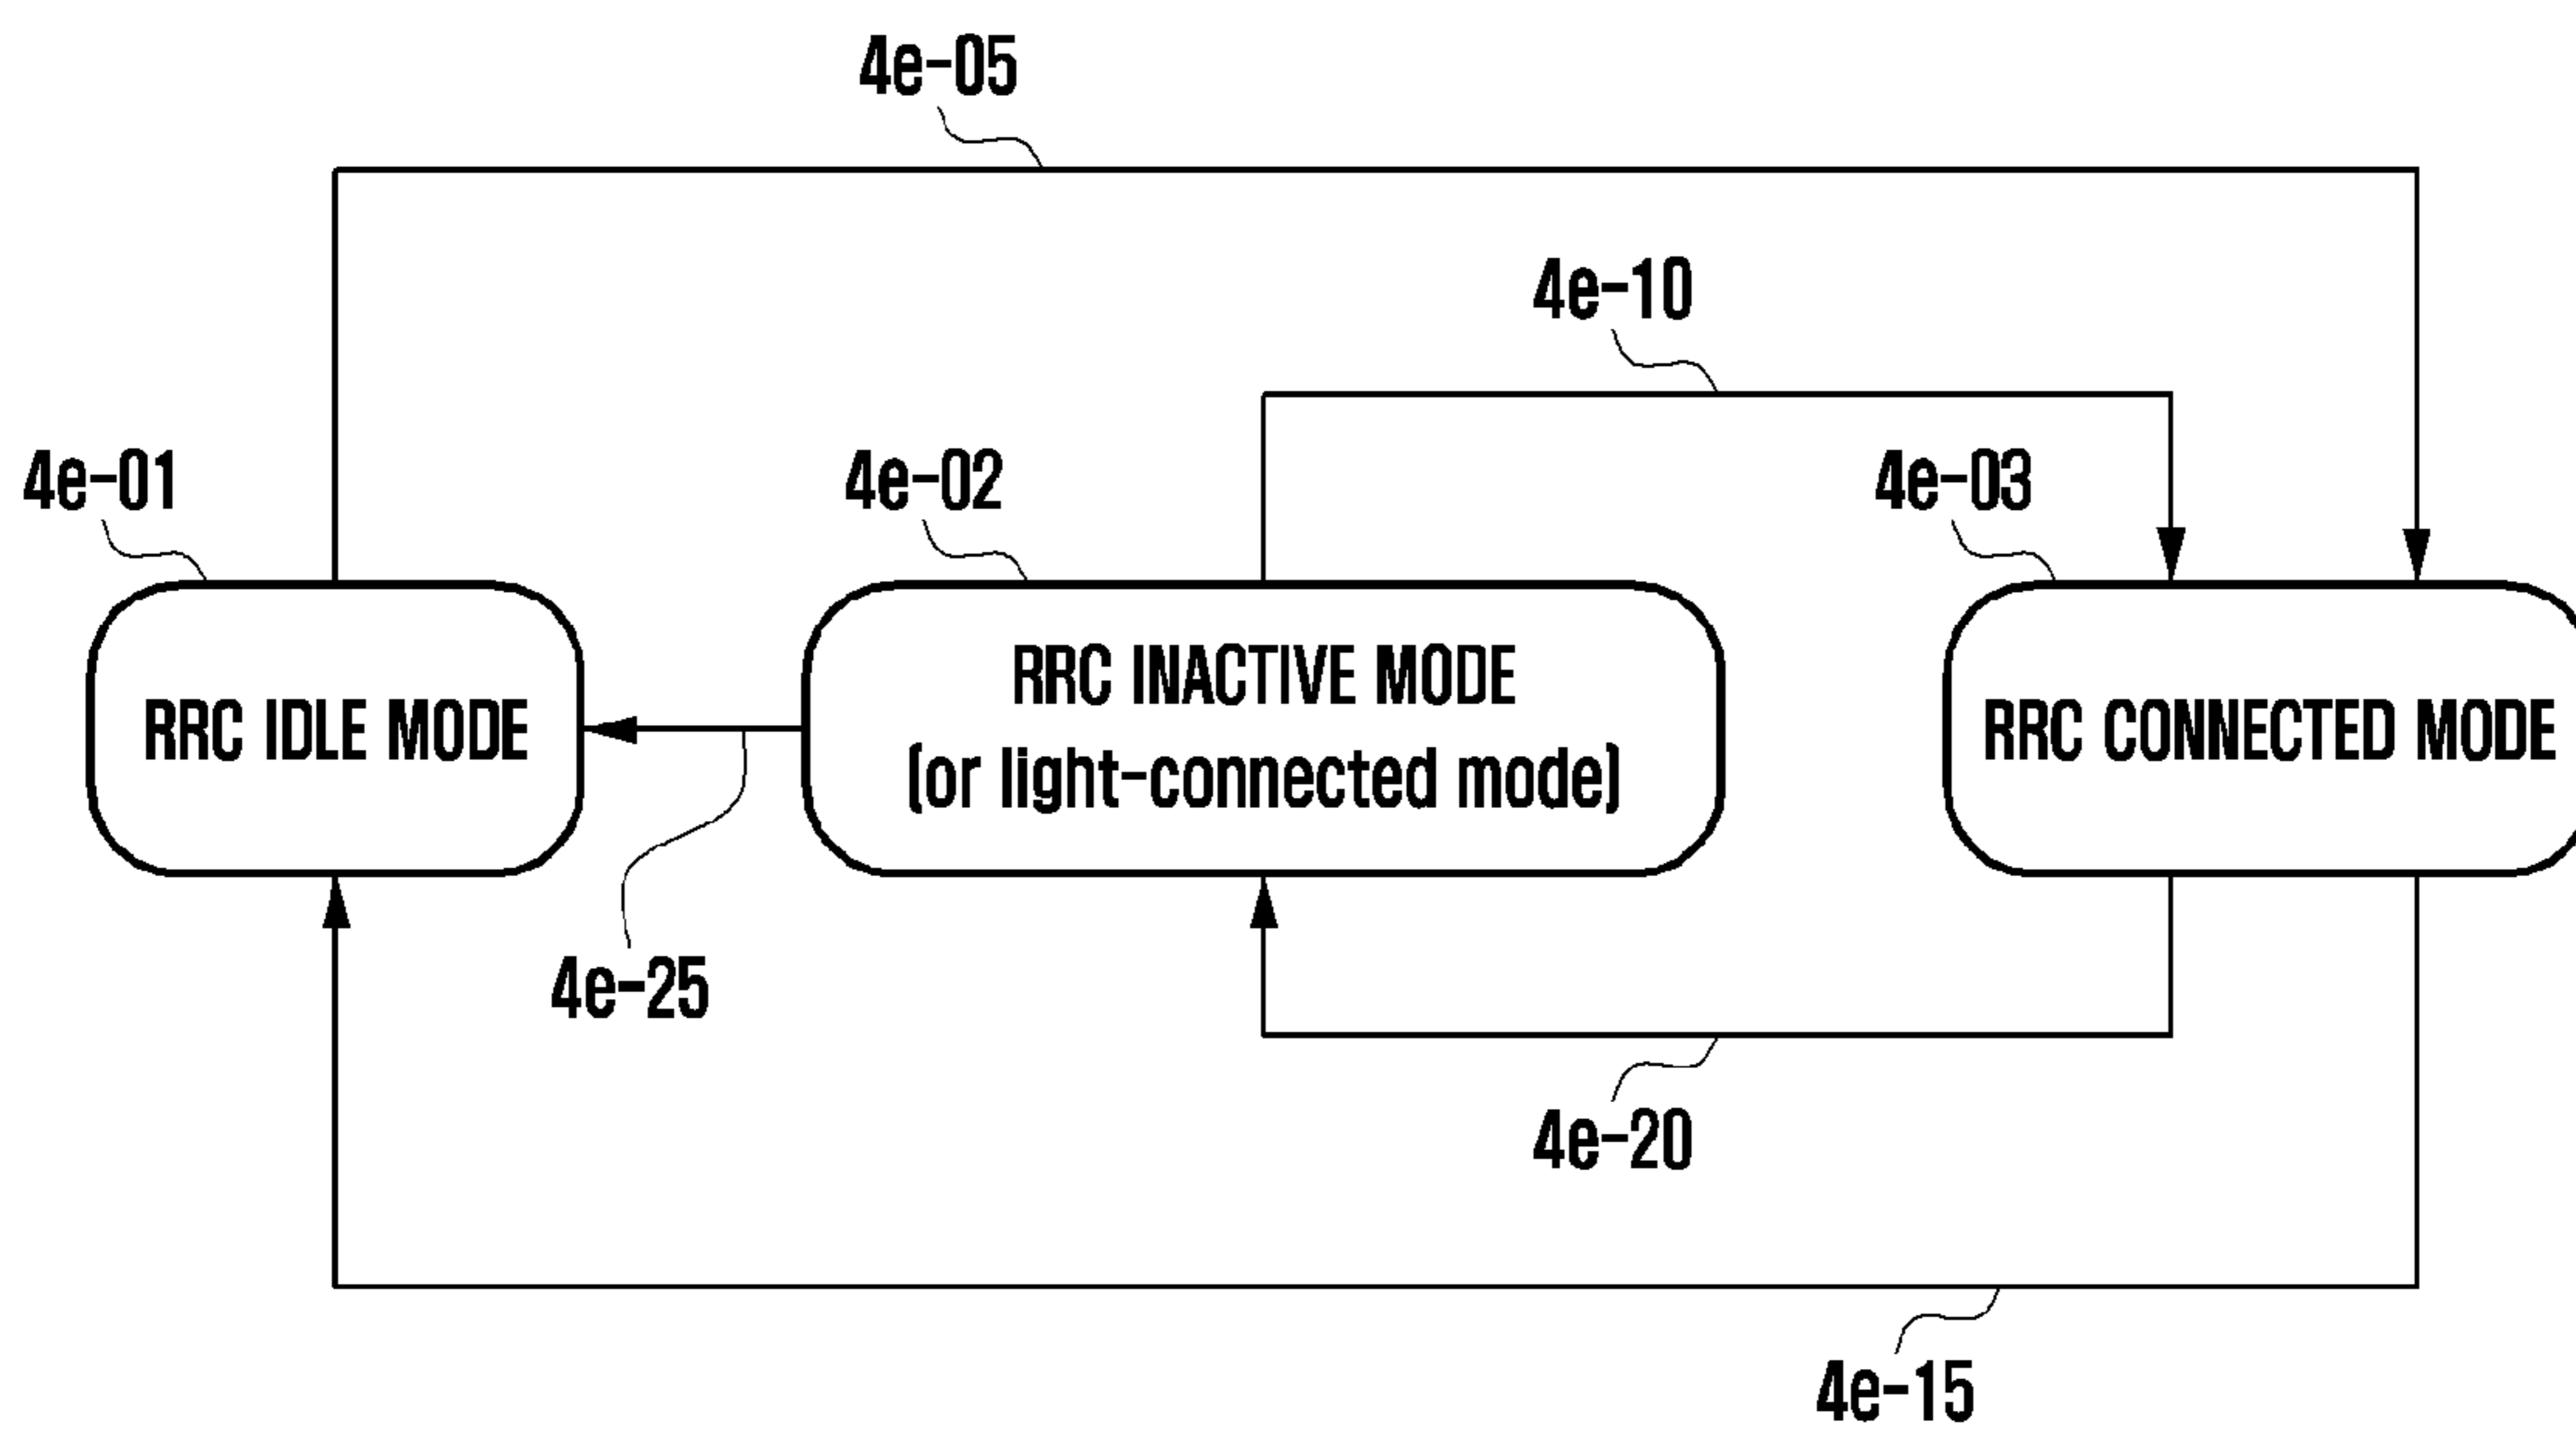 4e-05
4e-10
4e-01
4e-02
4e-03
RRC IDLE MODE
RRC INACTIVE MODE
(or light-connected mode)
RRC CONNECTED MODE
4e-25
4e-20
4e-15